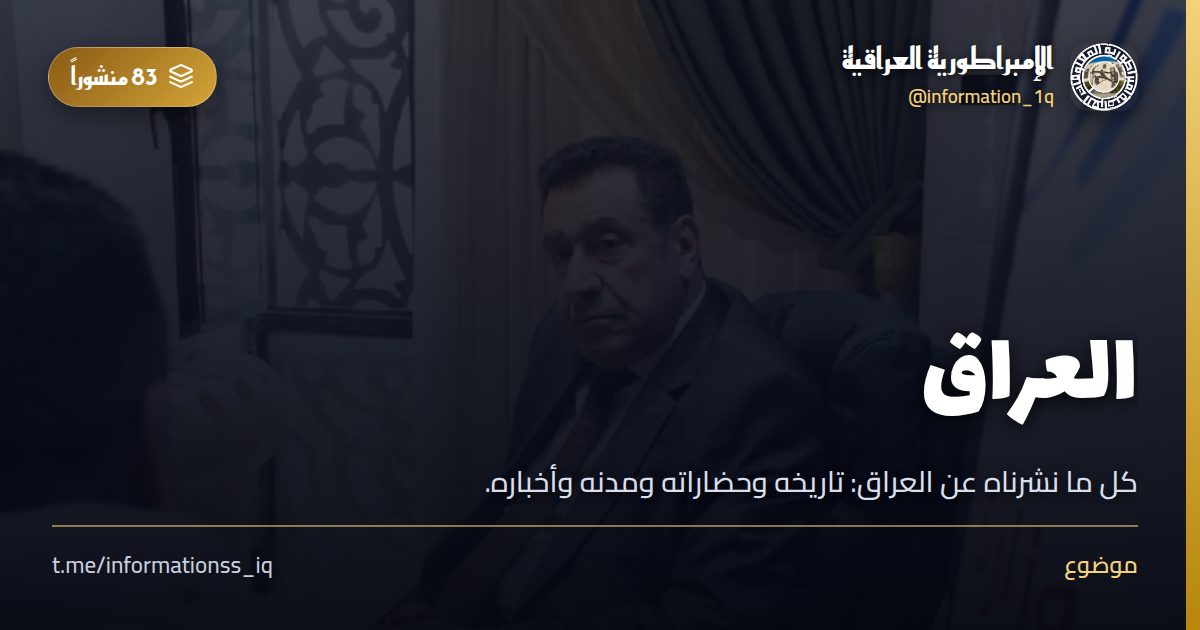 الإمبراطورية العراقية
@information_1q
83 منشوراً
العراق
كل ما نشرناه عن العراق: تاريخه وحضاراته ومدنه وأخباره.
موضوع
t.me/informationss_iq